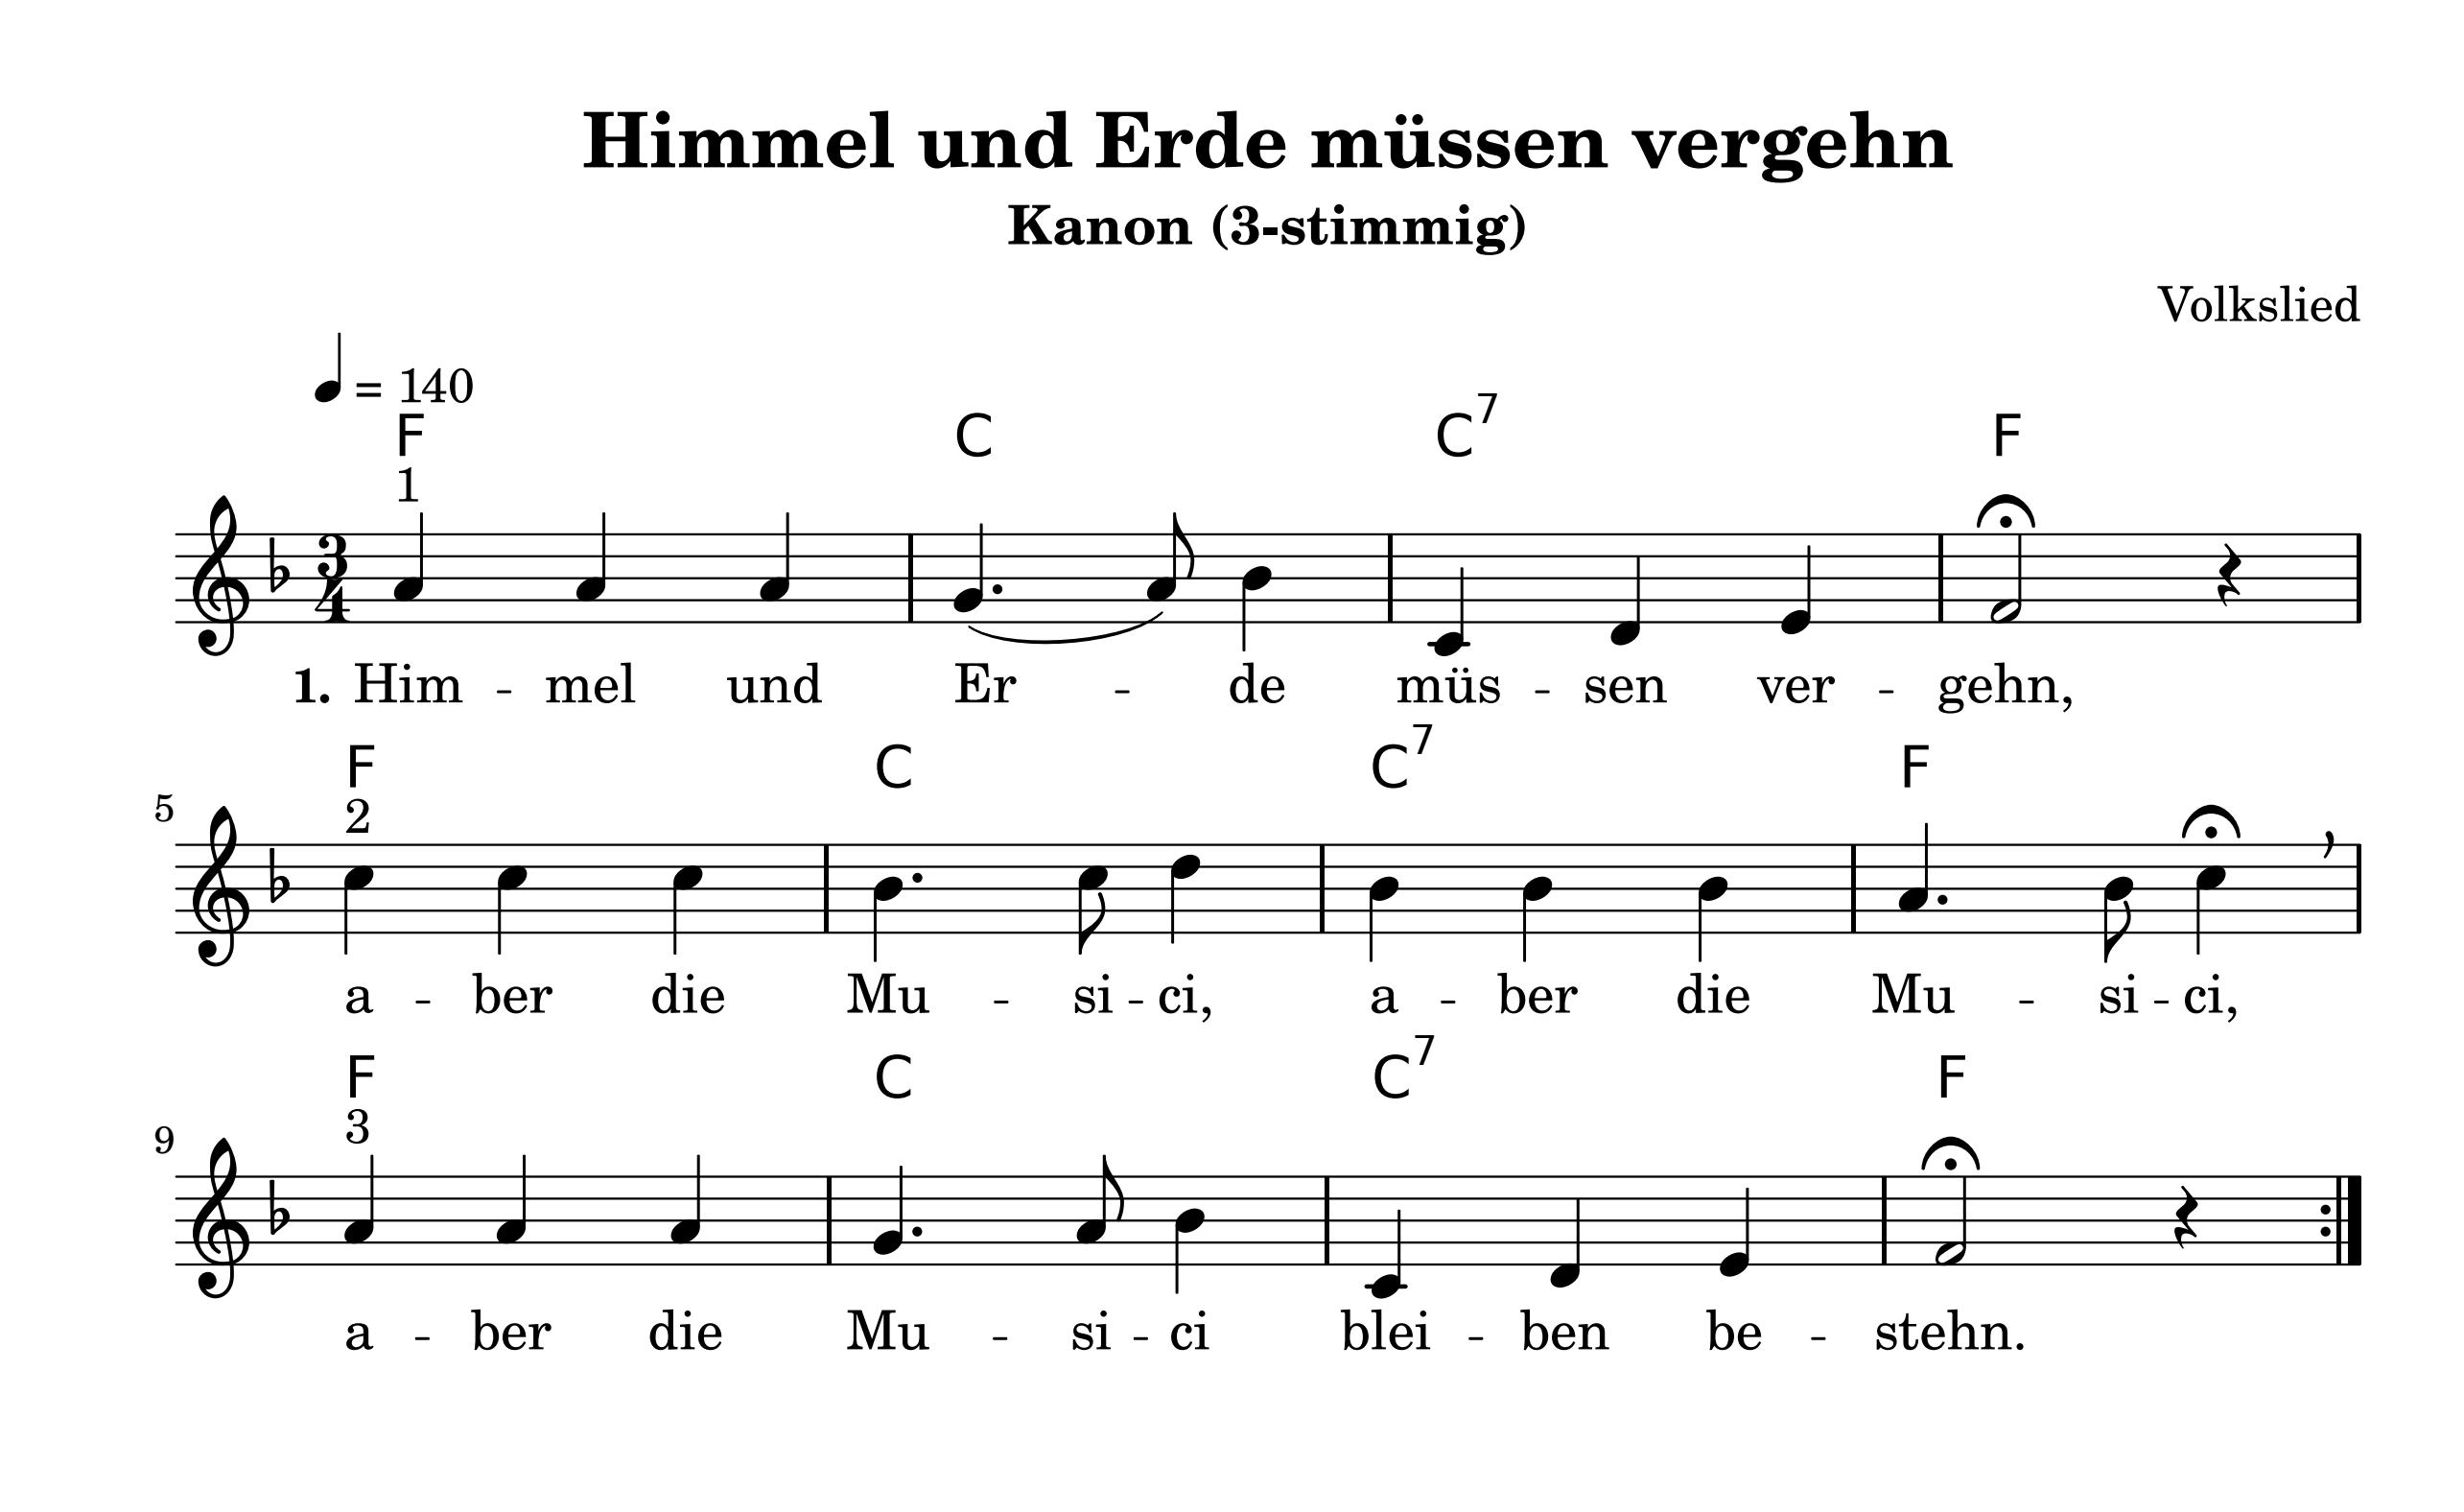 Himmel und Erde müssen vergehn
Kanon (3-stimmig)
Volkslied
= 140
F C C7 F
1
1. Him - mel und Er - de müs - sen ver - gehn,
F C C7 F
5 2
a - ber die Mu - si - ci, a - ber die Mu - si - ci,
F C C7 F
9 3
a - ber die Mu - si - ci blei - ben be - stehn.